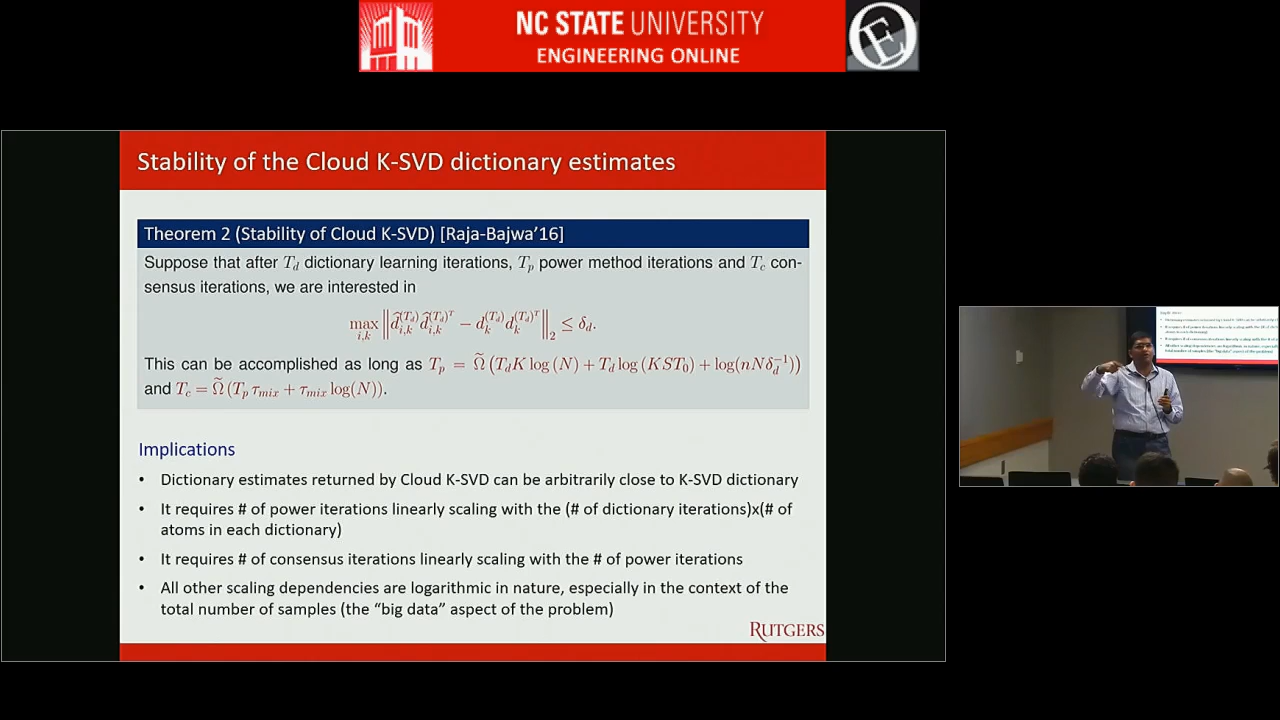 NC STATE UNIVERSITY
ENGINEERING ONLINE
Stability of the Cloud K-SVD dictionary estimates
Theorem 2 (Stability of Cloud K-SVD) [Raja-Bajwa'16]
Suppose that after T_d dictionary learning iterations, T_p power method iterations and T_c con-
sensus iterations, we are interested in
max_{i,k} ‖d̂_{i,k}^{(T_d)} d̂_{i,k}^{(T_d)^T} − d_k^{(T_d)} d_k^{(T_d)^T}‖_2 ≤ δ_d.
This can be accomplished as long as T_p = Ω̃(T_d K log(N) + T_d log(KST_0) + log(nNδ_d^{−1}))
and T_c = Ω̃(T_p τ_{mix} + τ_{mix} log(N)).
Implications
• Dictionary estimates returned by Cloud K-SVD can be arbitrarily close to K-SVD dictionary
• It requires # of power iterations linearly scaling with the (# of dictionary iterations)x(# of
atoms in each dictionary)
• It requires # of consensus iterations linearly scaling with the # of power iterations
• All other scaling dependencies are logarithmic in nature, especially in the context of the
total number of samples (the "big data" aspect of the problem)
RUTGERS